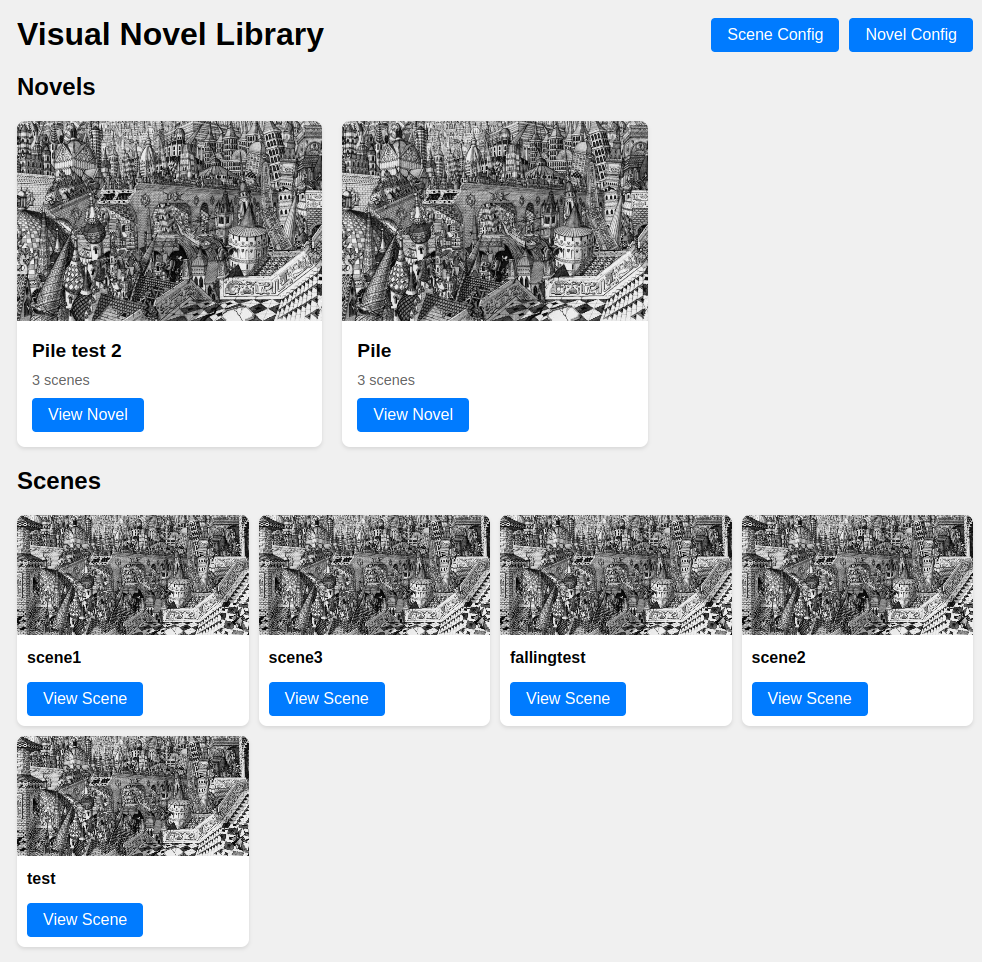 Visual Novel Library
Scene Config
Novel Config
Novels
Pile test 2
3 scenes
View Novel
Pile
3 scenes
View Novel
Scenes
scene1
View Scene
scene3
View Scene
fallingtest
View Scene
scene2
View Scene
test
View Scene